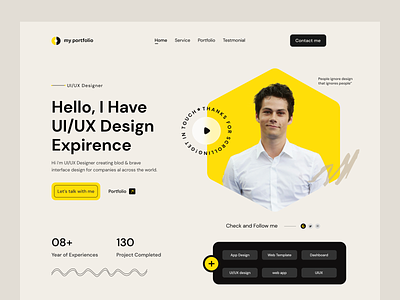 my portfolio
Home
Service
Portfolio
Testmonial
Contact me
UI/UX Designer
Hello, I Have
UI/UX Design
Expirence
Hi i'm UI/UX Designer creating blod & brave
interface design for companies al across the world.
Let's talk with me
Portfolio
THANKS FOR SCROLLING|GET IN TOUCH
People ignore design
that ignores people"
Check and Follow me
08+
Year of Experiences
130
Project Completed
App Design
Web Template
Dashboard
UI/UX design
web app
UIUX